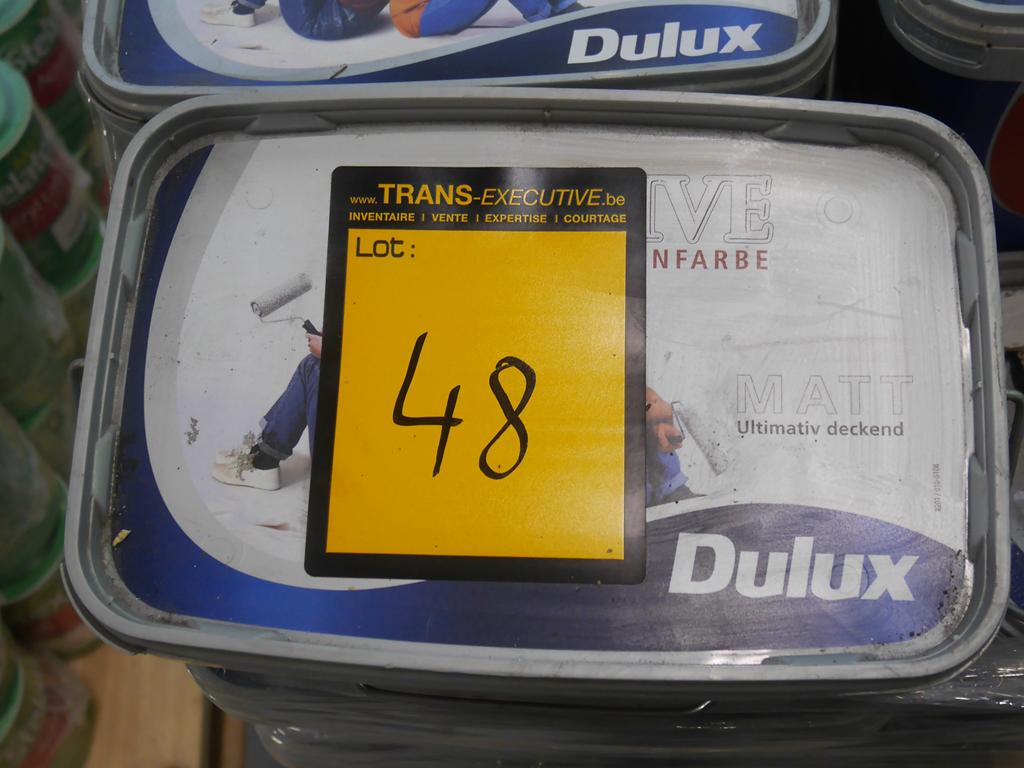 Dulux
www.TRANS-EXECUTIVE.be
INVENTAIRE I VENTE I EXPERTISE I COURTAGE
Lot:
48
IVE
NFARBE
MATT
Ultimativ deckend
Dulux